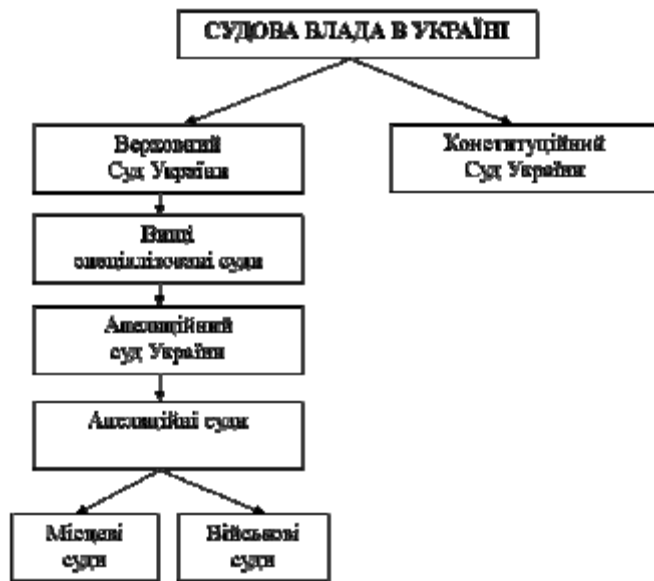 СУДОВА ВЛАДА В УКРАЇНІ
Верховний
Суд України
Конституційний
Суд України
Вищі
спеціалізовані суди
Апеляційний
суд України
Апеляційні суди
Місцеві
суди
Військові
суди